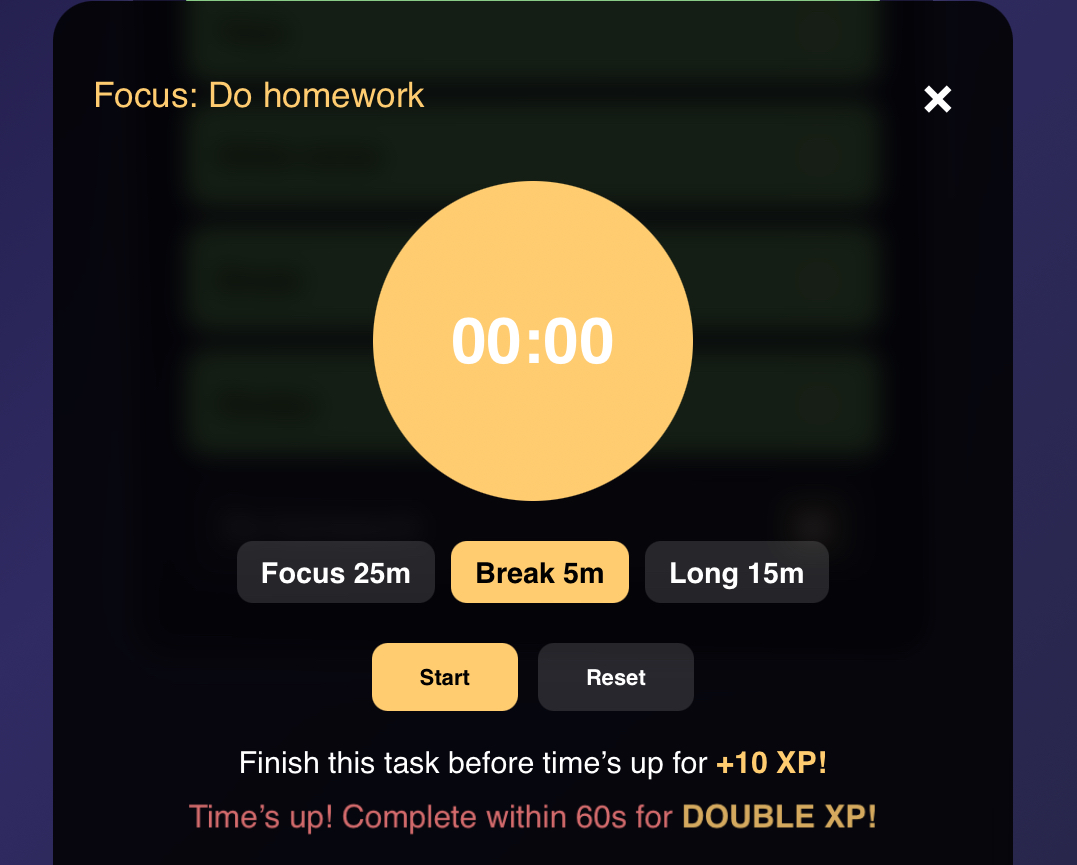 Focus: Do homework
×
00:00
Focus 25m Break 5m Long 15m
Start Reset
Finish this task before time’s up for +10 XP!
Time’s up! Complete within 60s for DOUBLE XP!